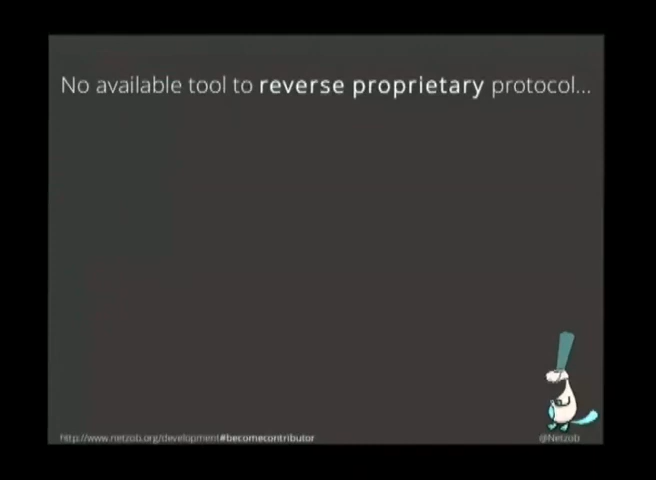 No available tool to reverse proprietary protocol...
http://www.netzob.org/development#becomecontributor
@Netzob